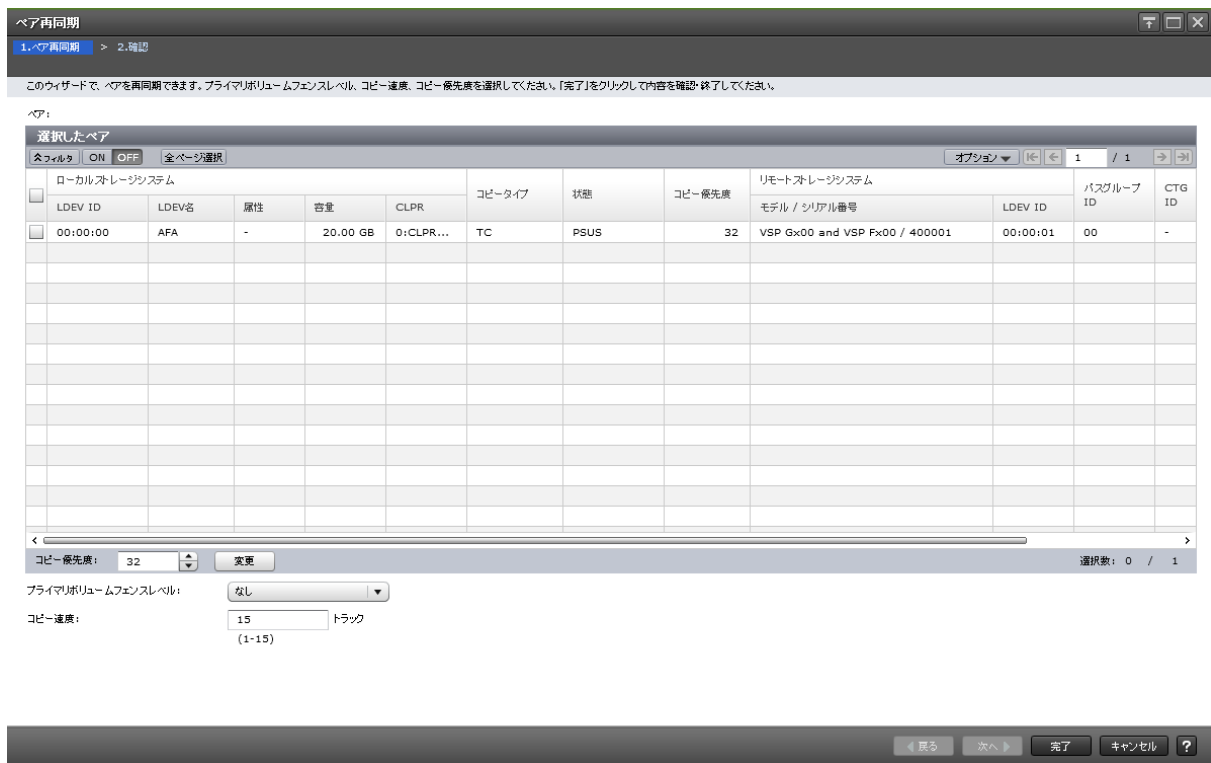 ペア再同期
1.ペア再同期 > 2.確認
このウィザードで、ペアを再同期できます。プライマリボリュームフェンスレベル、コピー速度、コピー優先度を選択してください。「完了」をクリックして内容を確認・終了してください。
ペア:
選択したペア
フィルタ ON OFF 全ページ選択 オプション 1 / 1
ローカルストレージシステム コピータイプ 状態 コピー優先度 リモートストレージシステム パスグループ ID CTG ID
LDEV ID LDEV名 属性 容量 CLPR モデル / シリアル番号 LDEV ID
00:00:00 AFA - 20.00 GB 0:CLPR... TC PSUS 32 VSP Gx00 and VSP Fx00 / 400001 00:00:01 00 -
コピー優先度: 32 変更 選択数: 0 / 1
プライマリボリュームフェンスレベル: なし
コピー速度: 15 トラック
(1-15)
戻る 次へ 完了 キャンセル ?